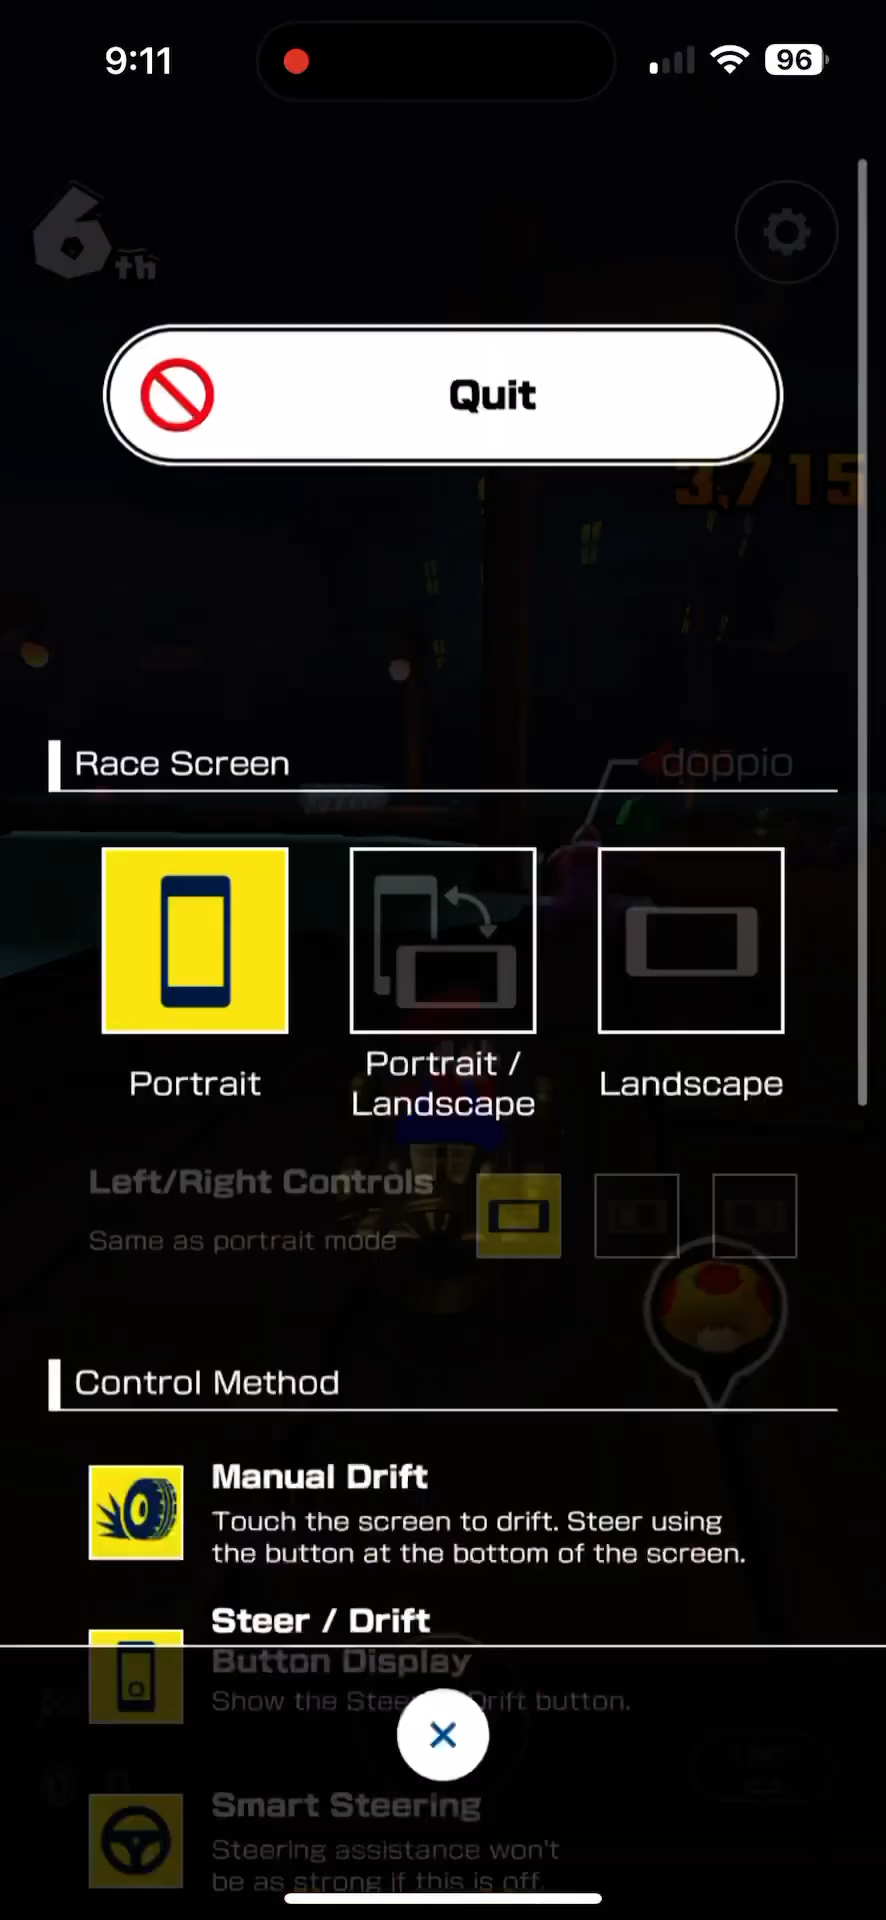 9:11
96
6th
Quit
3,715
Race Screen
doppio
Portrait
Portrait /
Landscape
Landscape
Left/Right Controls
Same as portrait mode
Control Method
Manual Drift
Touch the screen to drift. Steer using
the button at the bottom of the screen.
Steer / Drift
Button Display
Show the Steer Drift button.
Smart Steering
Steering assistance won't
be as strong if this is off.